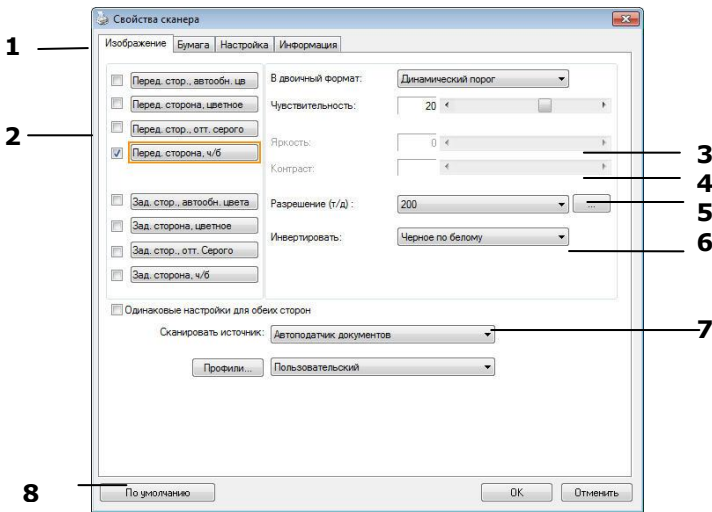 Свойства сканера
1
Изображение Бумага Настройка Информация
2
Перед. стор., автообн. цв
Перед. сторона, цветное
Перед. стор., отт. серого
Перед. сторона, ч/б
Зад. стор., автообн. цвета
Зад. сторона, цветное
Зад. стор., отт. Серого
Зад. сторона, ч/б
В двоичный формат: Динамический порог
Чувствительность: 20
Яркость: 0
3
Контраст:
4
Разрешение (т/д) : 200 ...
5
Инвертировать: Черное по белому
6
Одинаковые настройки для обеих сторон
Сканировать источник: Автоподатчик документов
7
Профили... Пользовательский
8
По умолчанию OK Отменить